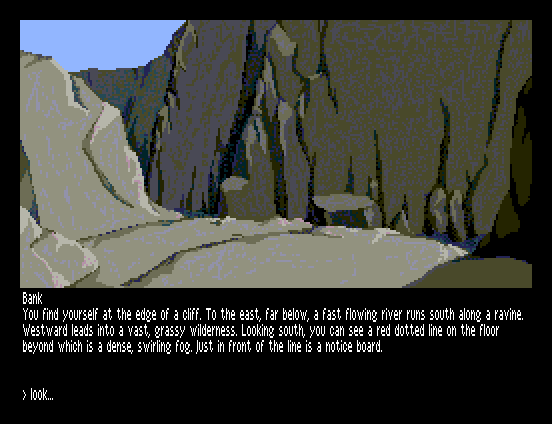 Bank
You find yourself at the edge of a cliff. To the east, far below, a fast flowing river runs south along a ravine.
Westward leads into a vast, grassy wilderness. Looking south, you can see a red dotted line on the floor
beyond which is a dense, swirling fog. Just in front of the line is a notice board.
> look...